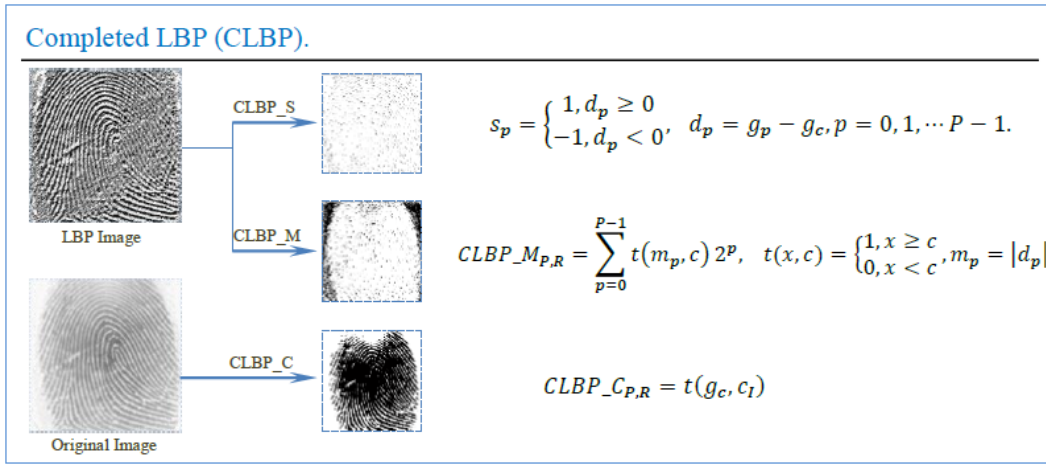 Completed LBP (CLBP).
CLBP_S
s_p = { 1, d_p ≥ 0
-1, d_p < 0 , d_p = g_p − g_c, p = 0, 1, ⋯ P − 1.
LBP Image
CLBP_M
CLBP_M_{P,R} = ∑_{p=0}^{P−1} t(m_p, c) 2^p, t(x, c) = { 1, x ≥ c
0, x < c , m_p = |d_p|
CLBP_C
CLBP_C_{P,R} = t(g_c, c_I)
Original Image